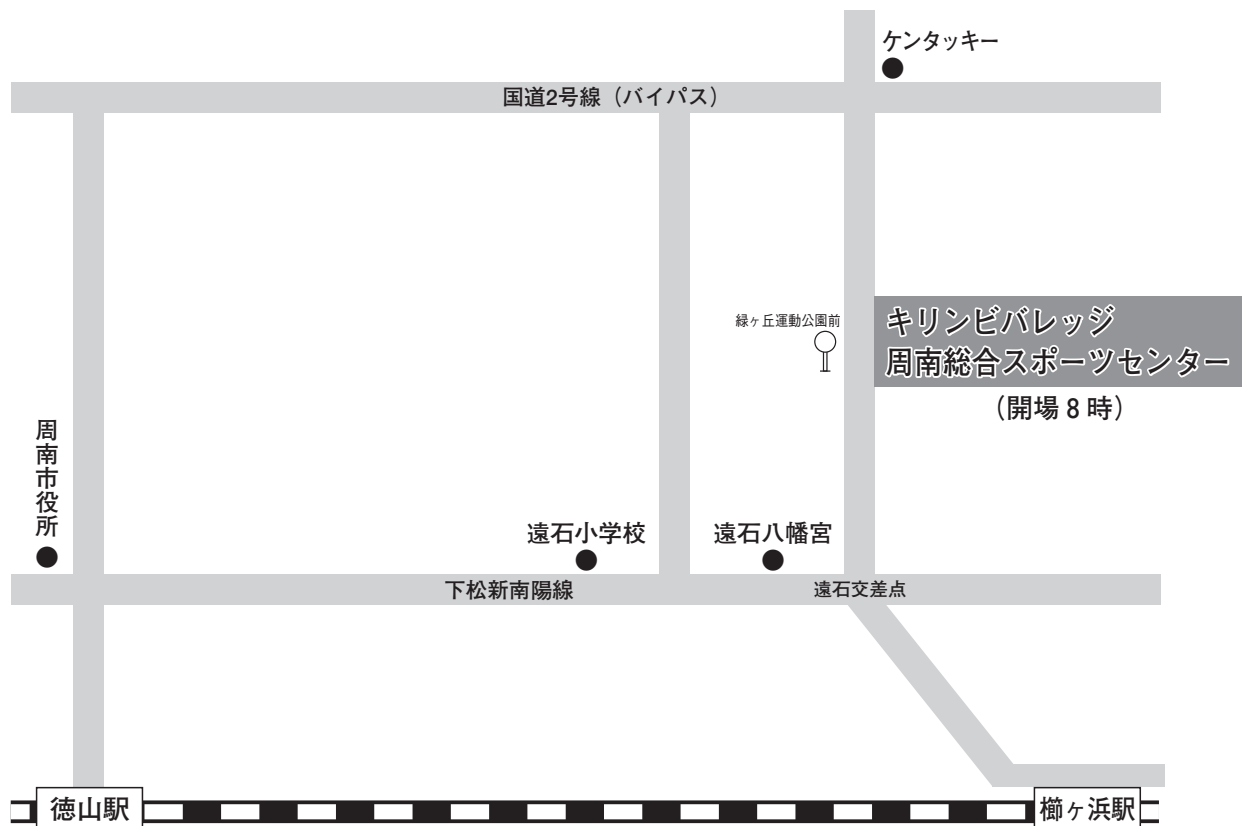 ケンタッキー
国道2号線（バイパス）
緑ヶ丘運動公園前
キリンビバレッジ
周南総合スポーツセンター
（開場8時）
周南市役所
遠石小学校
遠石八幡宮
下松新南陽線
遠石交差点
徳山駅
櫛ヶ浜駅